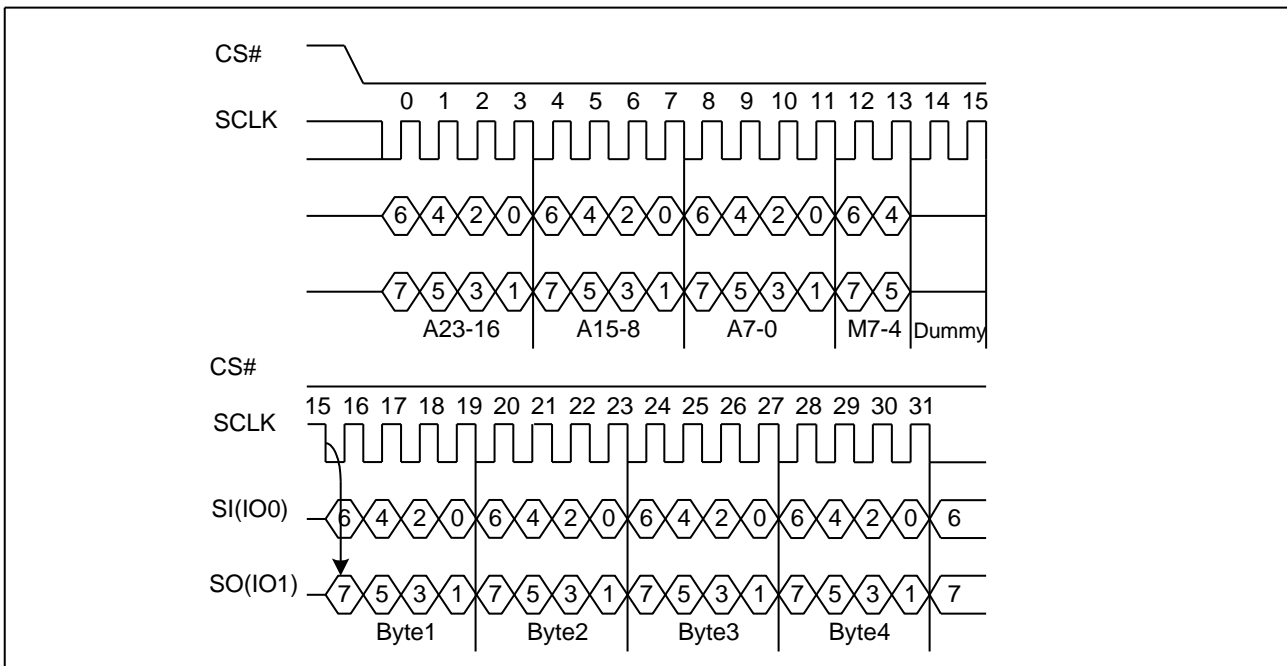 CS#
0 1 2 3 4 5 6 7 8 9 10 11 12 13 14 15
SCLK
6 4 2 0 6 4 2 0 6 4 2 0 6 4
7 5 3 1 7 5 3 1 7 5 3 1 7 5
A23-16 A15-8 A7-0 M7-4 Dummy
CS#
15 16 17 18 19 20 21 22 23 24 25 26 27 28 29 30 31
SCLK
SI(IO0) 6 4 2 0 6 4 2 0 6 4 2 0 6 4 2 0 6
SO(IO1) 7 5 3 1 7 5 3 1 7 5 3 1 7 5 3 1 7
Byte1 Byte2 Byte3 Byte4